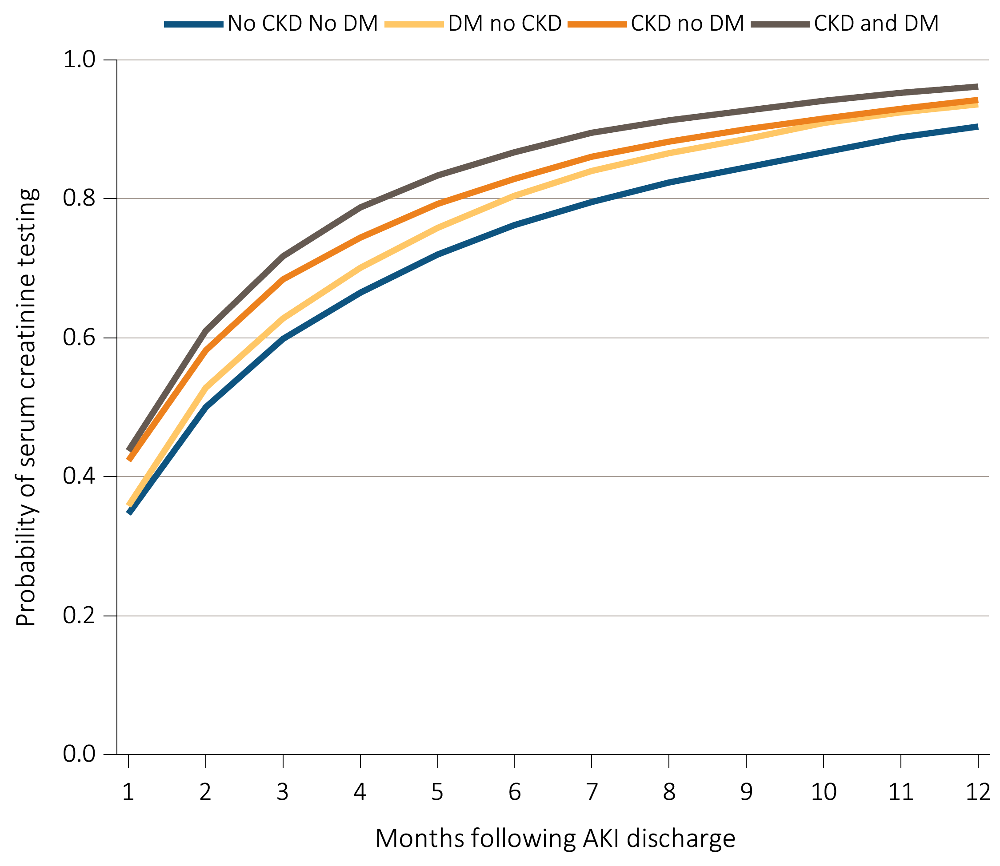 No CKD No DM DM no CKD CKD no DM CKD and DM
Probability of serum creatinine testing
1.0
0.8
0.6
0.4
0.2
0.0
1 2 3 4 5 6 7 8 9 10 11 12
Months following AKI discharge